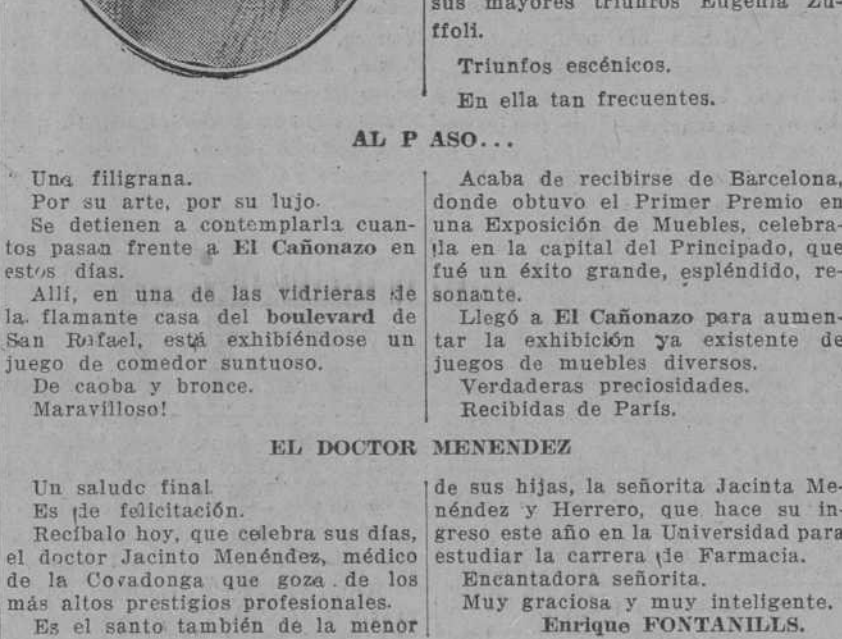 sus mayores triunfos Eugenia Zu-
ffoli.
Triunfos escénicos.
En ella tan frecuentes.
AL P ASO...
Una filigrana.
Por su arte, por su lujo.
Se detienen a contemplarla cuan-
tos pasan frente a El Cañonazo en
estos días.
Allí, en una de las vidrieras de
la flamante casa del boulevard de
San Rafael, está exhibiéndose un
juego de comedor suntuoso.
De caoba y bronce.
Maravilloso!
Acaba de recibirse de Barcelona,
donde obtuvo el Primer Premio en
una Exposición de Muebles, celebra-
da en la capital del Principado, que
fué un éxito grande, espléndido, re-
sonante.
Llegó a El Cañonazo para aumen-
tar la exhibición ya existente de
juegos de muebles diversos.
Verdaderas preciosidades.
Recibidas de París.
EL DOCTOR MENENDEZ
Un saludo final.
Es de felicitación.
Recíbalo hoy, que celebra sus días,
el doctor Jacinto Menéndez, médico
de la Covadonga que goza de los
más altos prestigios profesionales.
Es el santo también de la menor
de sus hijas, la señorita Jacinta Me-
néndez y Herrero, que hace su in-
greso este año en la Universidad para
estudiar la carrera de Farmacia.
Encantadora señorita.
Muy graciosa y muy inteligente.
Enrique FONTANILLS.